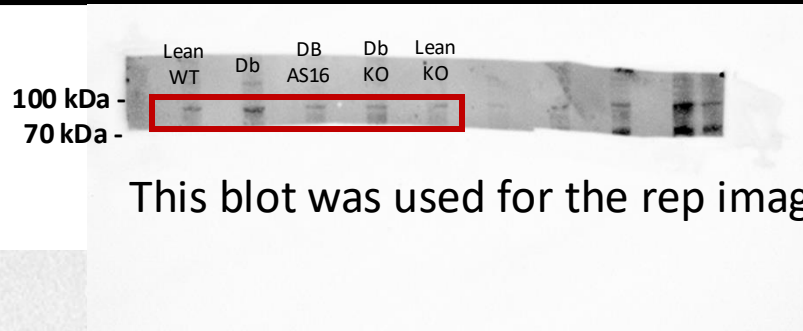 Lean WT
Db
DB AS16
Db KO
Lean KO
100 kDa -
70 kDa -
This blot was used for the rep imag